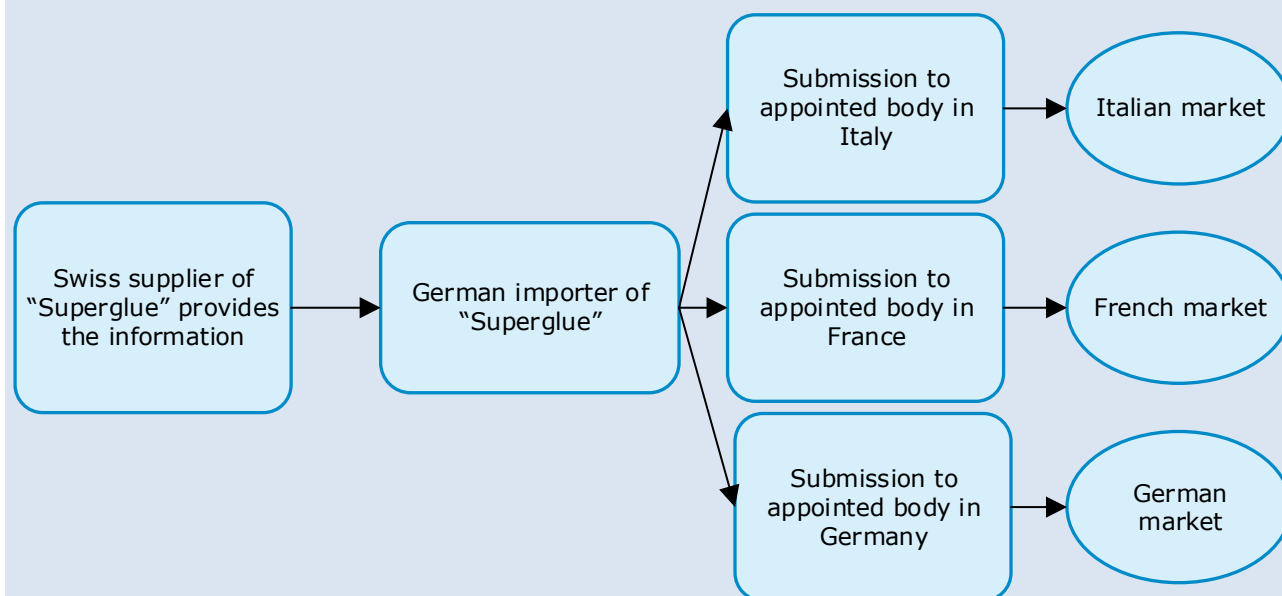 Swiss supplier of
“Superglue” provides
the information
German importer of
“Superglue”
Submission to
appointed body in
Italy
Italian market
Submission to
appointed body in
France
French market
Submission to
appointed body in
Germany
German
market